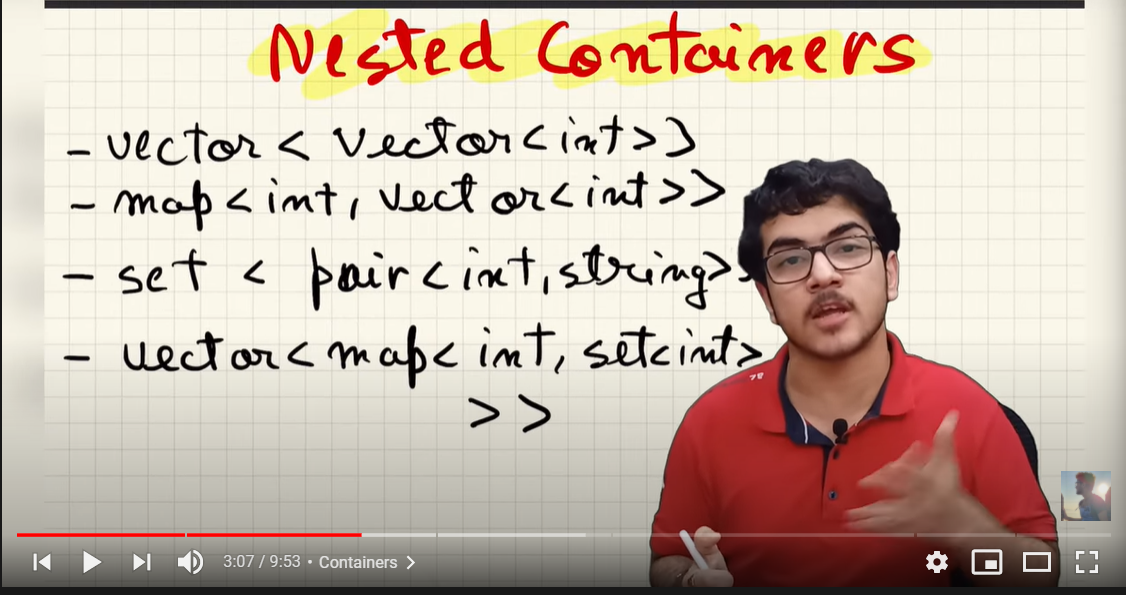 Nested Containers
- vector < vector<int>>
- map<int, vector<int>>
- set < pair<int,string>>
- vector<map< int, set<int>
>>
3:07 / 9:53 • Containers >